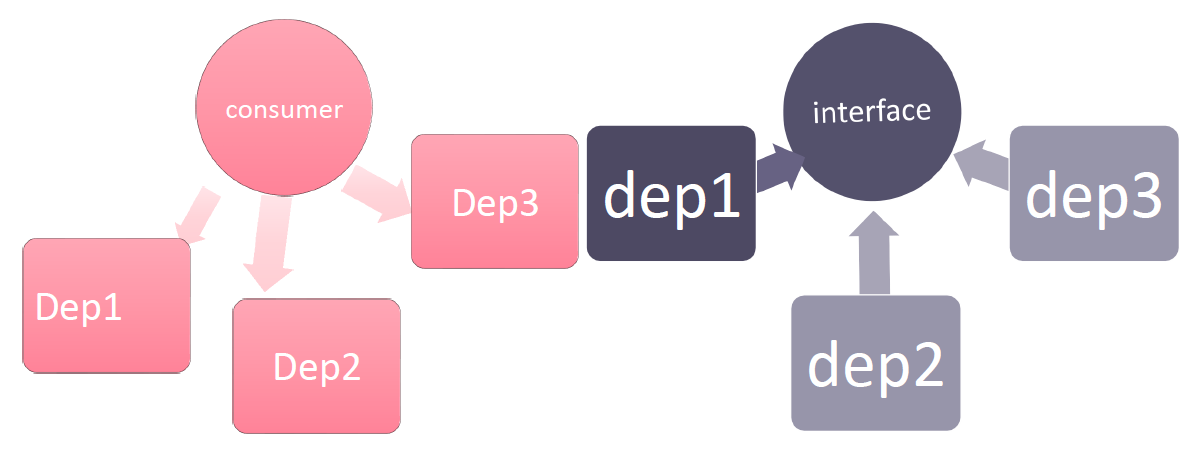 consumer
Dep1
Dep2
Dep3
interface
dep1
dep2
dep3